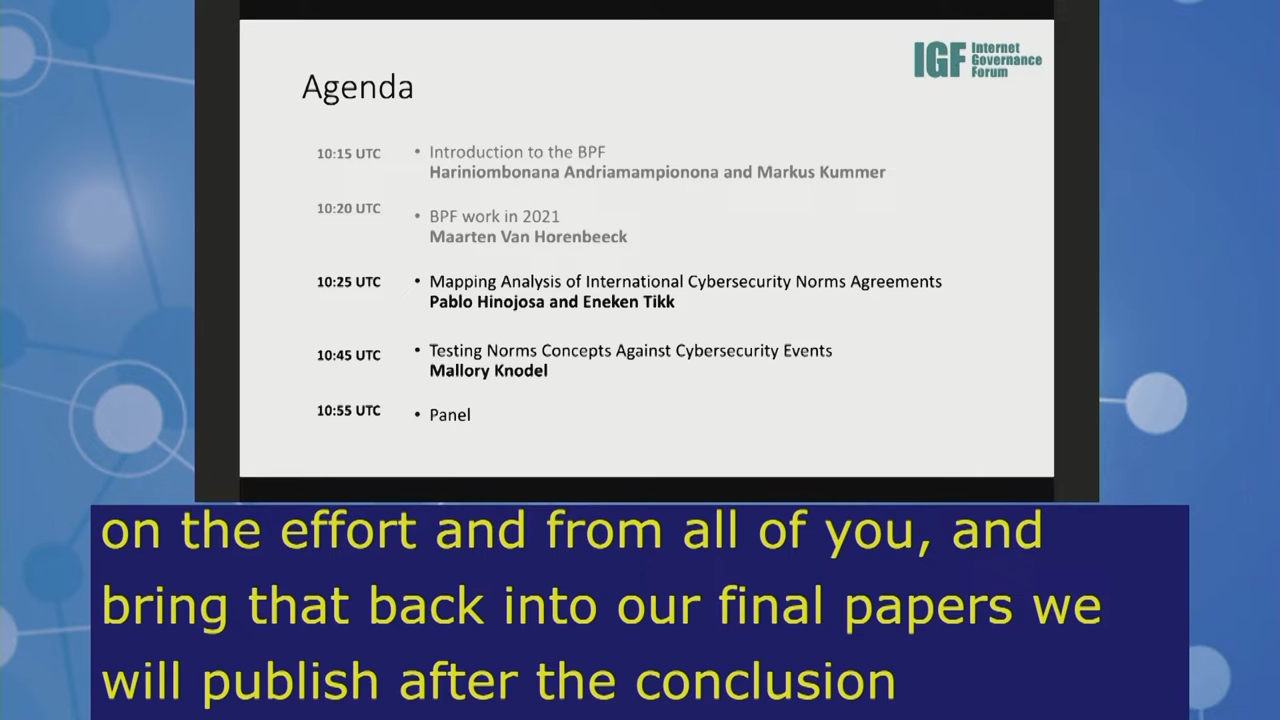 IGF Internet
Governance
Forum
Agenda
10:15 UTC • Introduction to the BPF
Hariniombonana Andriamampionona and Markus Kummer
10:20 UTC • BPF work in 2021
Maarten Van Horenbeeck
10:25 UTC • Mapping Analysis of International Cybersecurity Norms Agreements
Pablo Hinojosa and Eneken Tikk
10:45 UTC • Testing Norms Concepts Against Cybersecurity Events
Mallory Knodel
10:55 UTC • Panel
on the effort and from all of you, and
bring that back into our final papers we
will publish after the conclusion